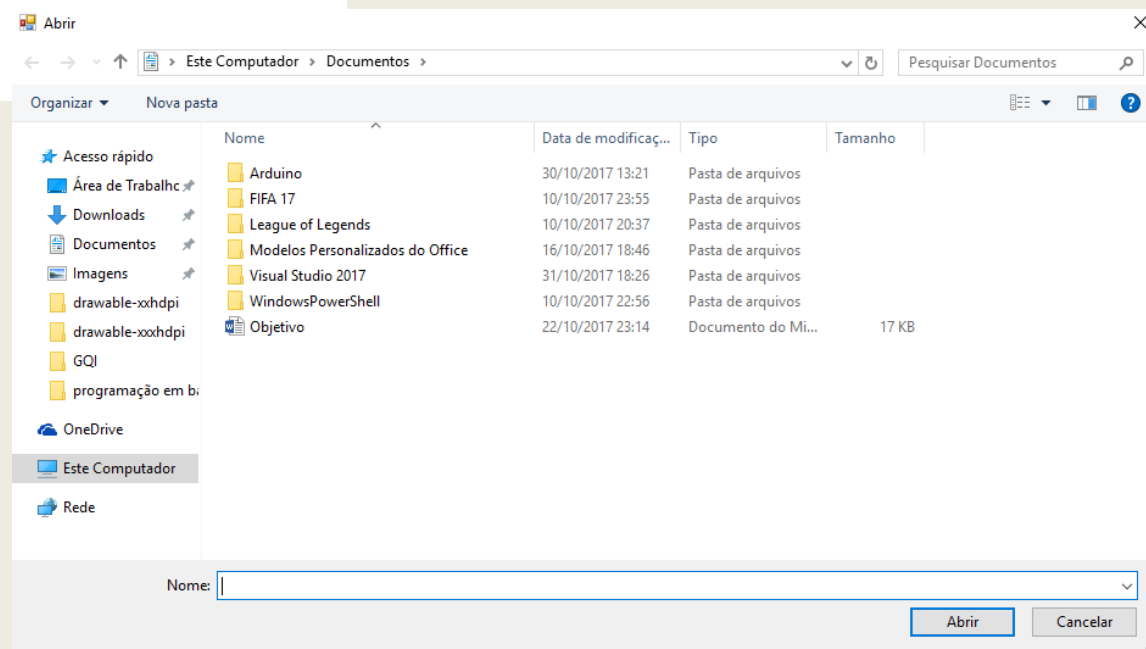 Abrir
Este Computador > Documentos >
Pesquisar Documentos
Organizar
Nova pasta
Nome
Data de modificaç...
Tipo
Tamanho
Acesso rápido
Área de Trabalhc
Downloads
Documentos
Imagens
drawable-xxhdpi
drawable-xxxhdpi
GQI
programação em ba
OneDrive
Este Computador
Rede
Arduino 30/10/2017 13:21 Pasta de arquivos
FIFA 17 10/10/2017 23:55 Pasta de arquivos
League of Legends 10/10/2017 20:37 Pasta de arquivos
Modelos Personalizados do Office 16/10/2017 18:46 Pasta de arquivos
Visual Studio 2017 31/10/2017 18:26 Pasta de arquivos
WindowsPowerShell 10/10/2017 22:56 Pasta de arquivos
Objetivo 22/10/2017 23:14 Documento do Mi... 17 KB
Nome:
Abrir
Cancelar